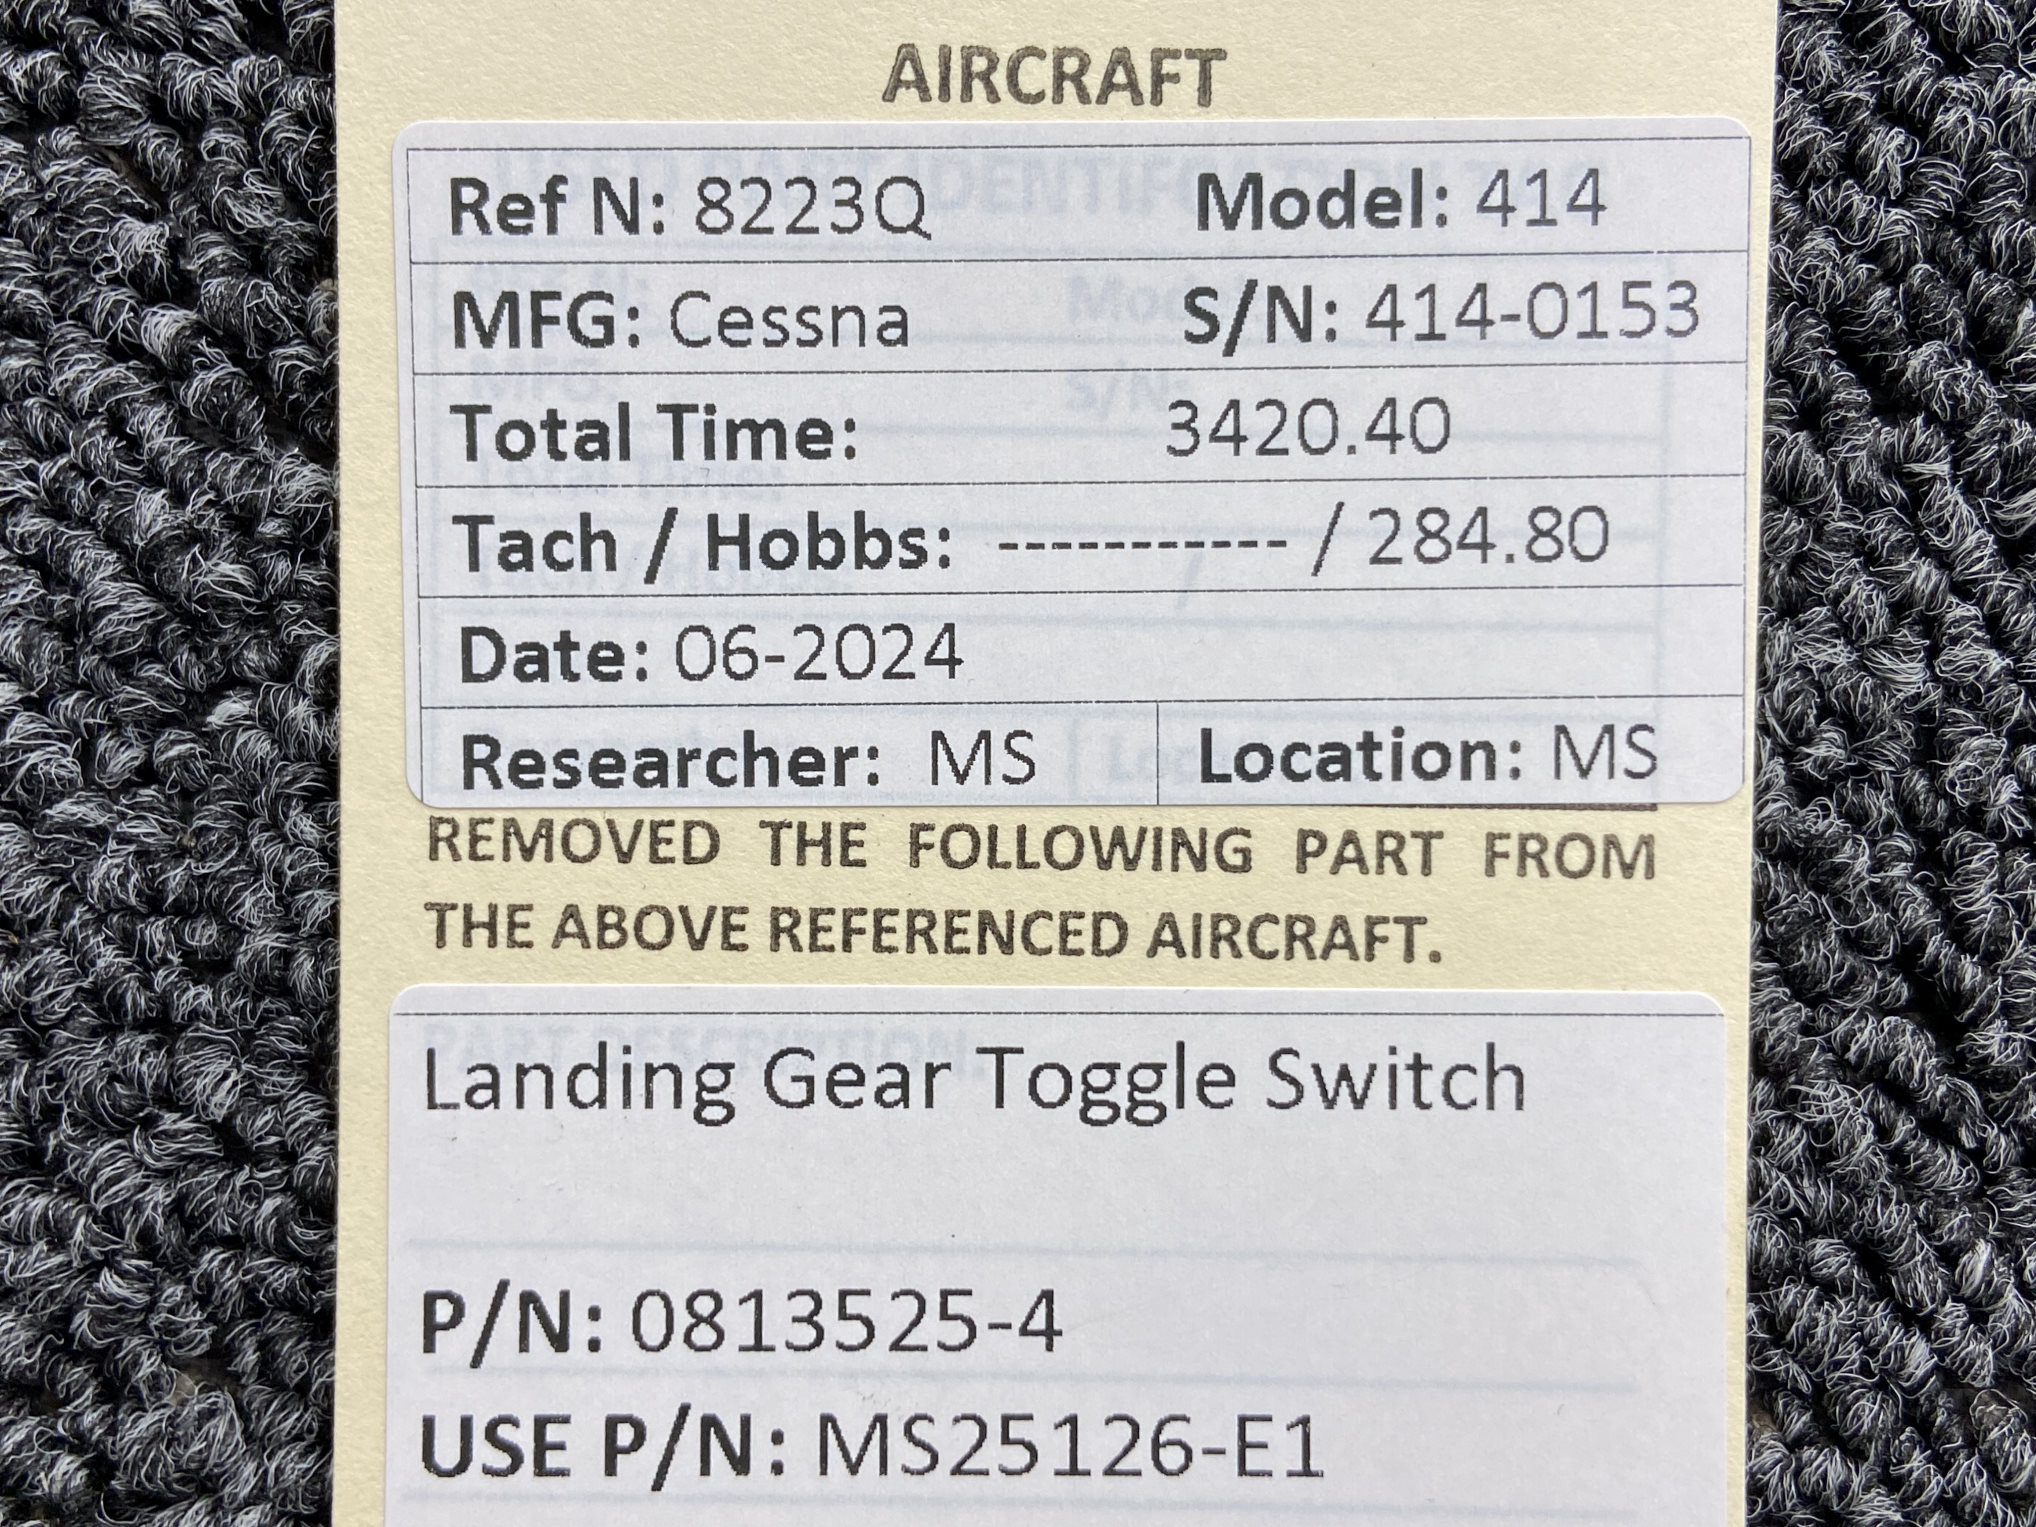 AIRCRAFT
Ref N: 8223Q Model: 414
MFG: Cessna S/N: 414-0153
Total Time: 3420.40
Tach / Hobbs: ----------- / 284.80
Date: 06-2024
Researcher: MS Location: MS
REMOVED THE FOLLOWING PART FROM
THE ABOVE REFERENCED AIRCRAFT.
Landing Gear Toggle Switch
P/N: 0813525-4
USE P/N: MS25126-E1